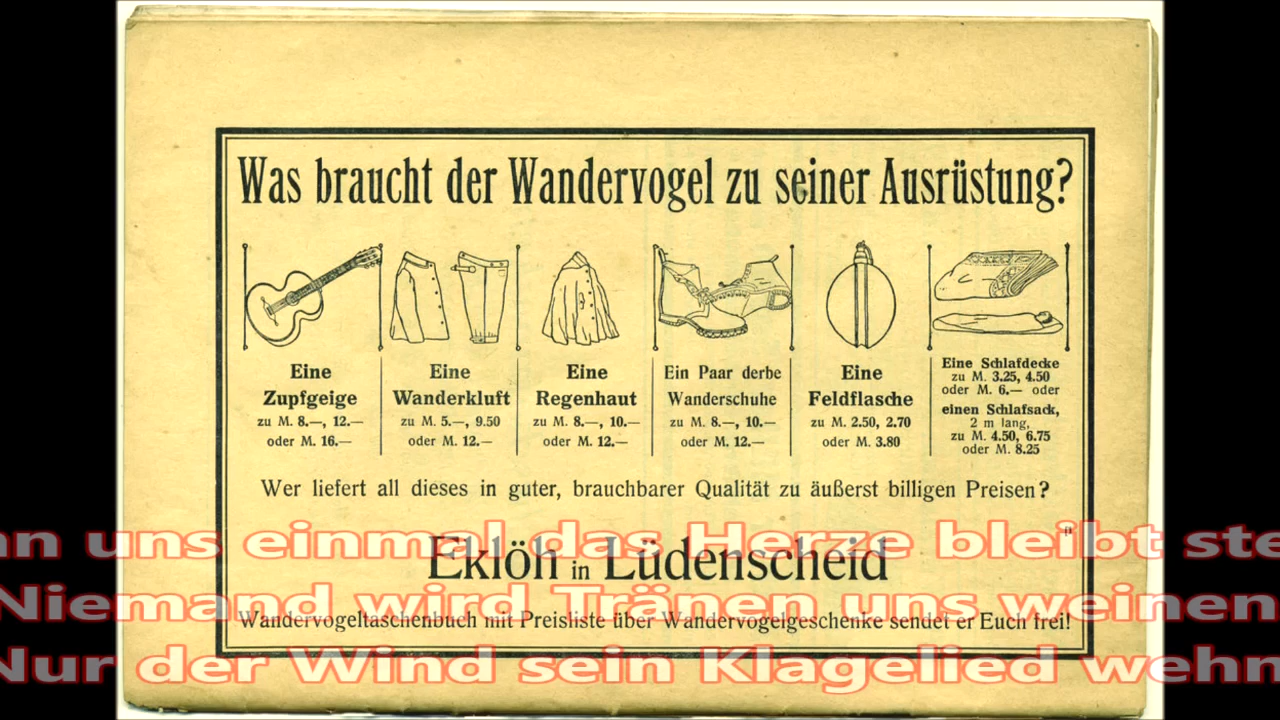 Was braucht der Wandervogel zu seiner Ausrüstung?
Eine
Zupfgeige
zu M. 8.—, 12.—
oder M. 16.—
Eine
Wanderkluft
zu M. 5.—, 9.50
oder M. 12.—
Eine
Regenhaut
zu M. 8.—, 10.—
oder M. 12.—
Ein Paar derbe
Wanderschuhe
zu M. 8.—, 10.—
oder M. 12.—
Eine
Feldflasche
zu M. 2.50, 2.70
oder M. 3.80
Eine Schlafdecke
zu M. 3.25, 4.50
oder M. 6.— oder
einen Schlafsack,
2 m lang,
zu M. 4.50, 6.75
oder M. 8.25
Wer liefert all dieses in guter, brauchbarer Qualität zu äußerst billigen Preisen?
Eklöh in Lüdenscheid
Wandervogeltaschenbuch mit Preisliste über Wandervogelgeschenke sendet er Euch frei!
uns einmal das Herze bleibt
Niemand wird Tränen uns weinen
Nur der Wind sein Klagelied